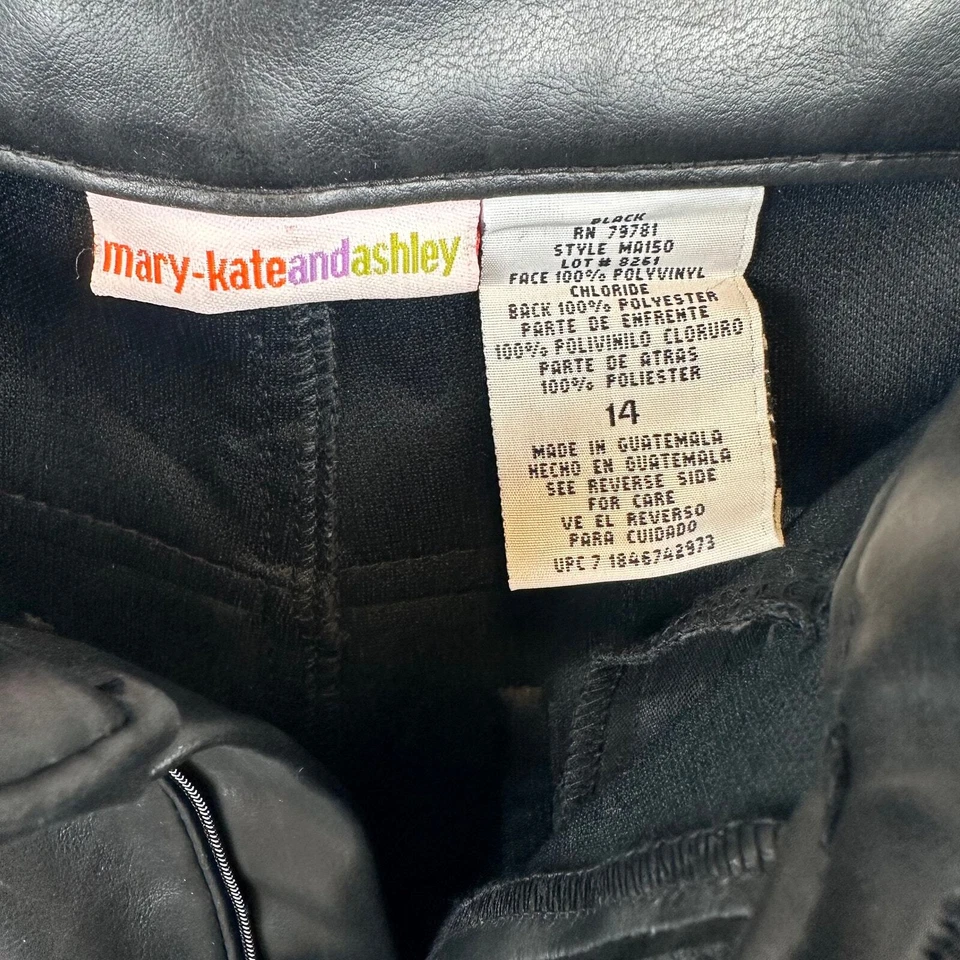 mary-kateandashley
BLACK
RN 79781
STYLE MA150
LOT # 8261
FACE 100% POLYVINYL
CHLORIDE
BACK 100% POLYESTER
PARTE DE ENFRENTE
100% POLIVINILO CLORURO
PARTE DE ATRAS
100% POLIESTER
14
MADE IN GUATEMALA
HECHO EN GUATEMALA
SEE REVERSE SIDE
FOR CARE
VE EL REVERSO
PARA CUIDADO
UPC 7 1846742973